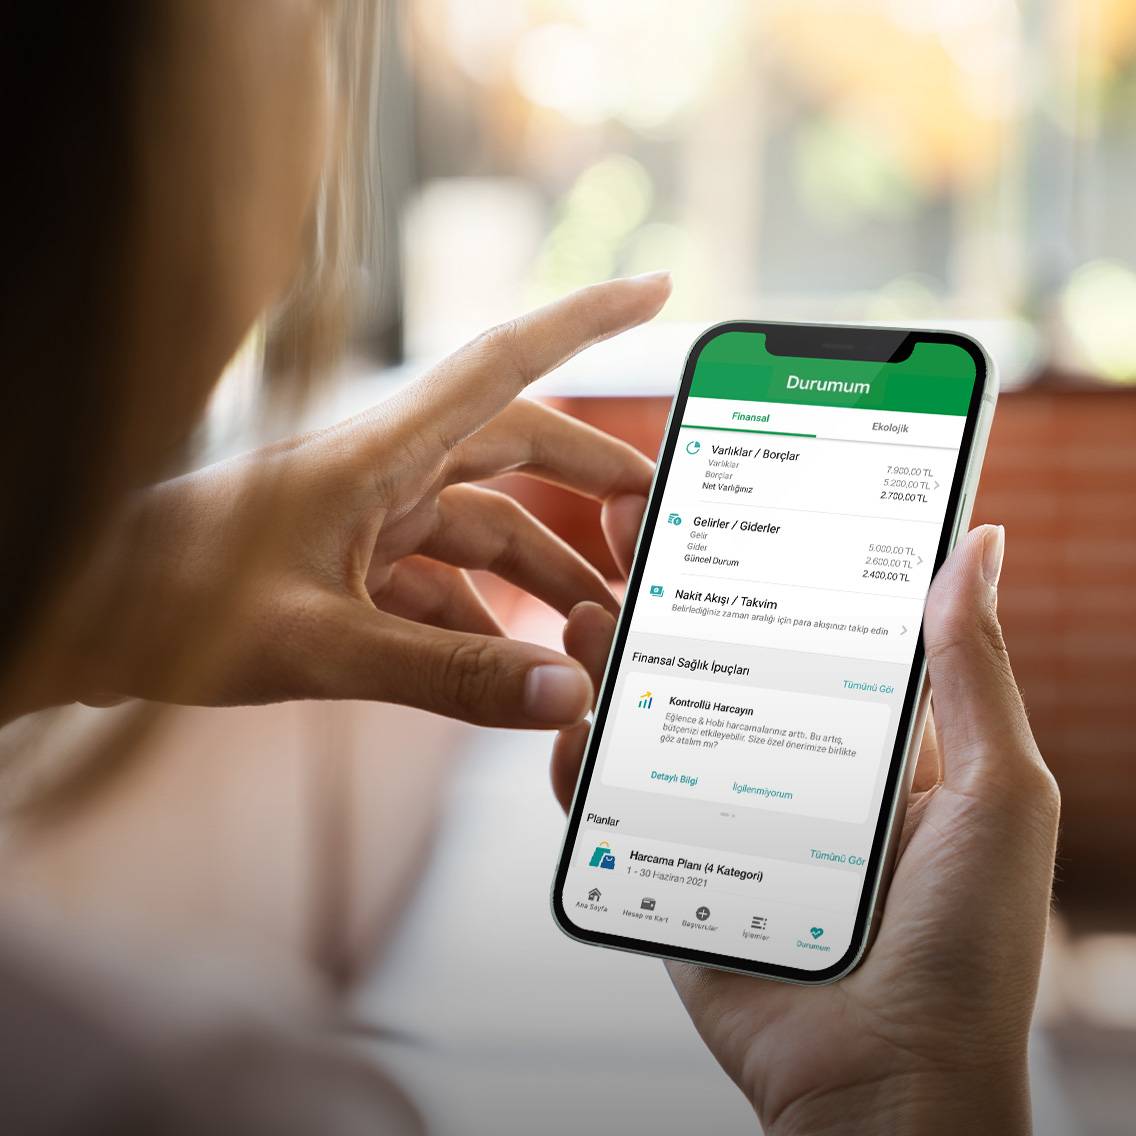 Durumum
Finansal
Ekolojik
Varlıklar / Borçlar
Varlıklar
7.900,00 TL
Borçlar
5.200,00 TL
Net Varlığınız
2.700,00 TL
Gelirler / Giderler
Gelir
5.000,00 TL
Gider
2.600,00 TL
Güncel Durum
2.400,00 TL
Nakit Akışı / Takvim
Belirlediğiniz zaman aralığı için para akışınızı takip edin
Finansal Sağlık İpuçları
Tümünü Gör
Kontrollü Harcayın
Eğlence & Hobi harcamalarınız arttı. Bu artış,
bütçenizi etkileyebilir. Size özel önerimize birlikte
göz atalım mı?
Detaylı Bilgi
İlgilenmiyorum
Planlar
Tümünü Gör
Harcama Planı (4 Kategori)
1 - 30 Haziran 2021
Ana Sayfa
Hesap ve Kart
Başvurular
İşlemler
Durumum